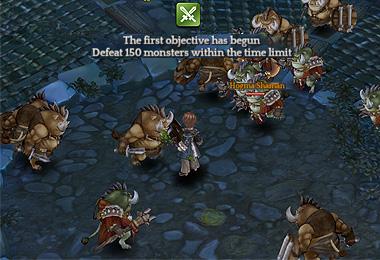 The first objective has begun
Defeat 150 monsters within the time limit
Hogma Shaman